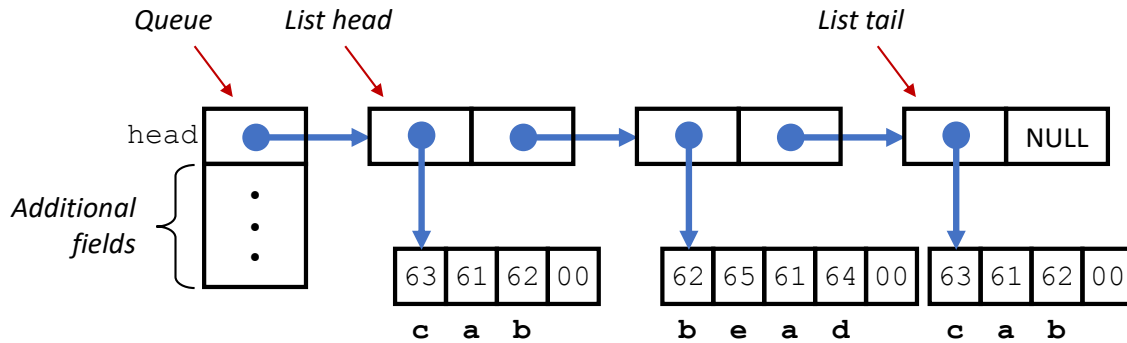 Queue List head List tail
head NULL
Additional
fields
63 61 62 00 62 65 61 64 00 63 61 62 00
c a b b e a d c a b